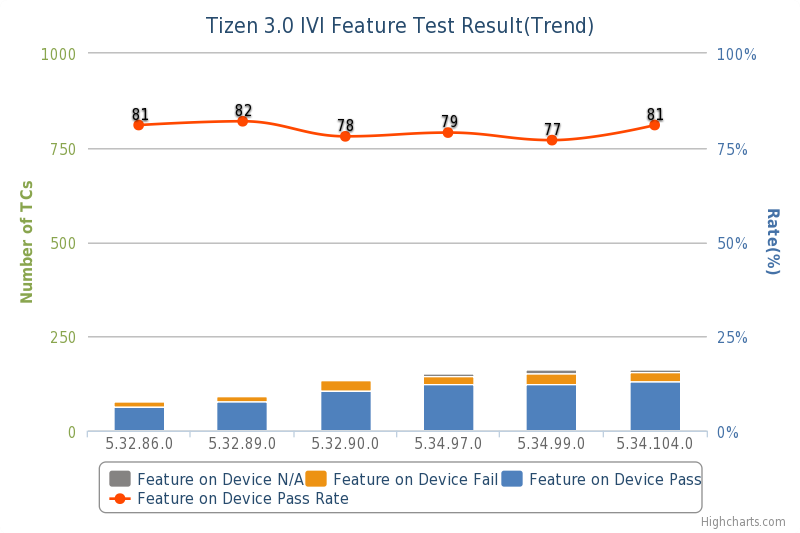 Tizen 3.0 IVI Feature Test Result(Trend)
1000 100%
81 82 78 79 77 81
750 75%
Number of TCs
Rate(%)
500 50%
250 25%
0 0%
5.32.86.0 5.32.89.0 5.32.90.0 5.34.97.0 5.34.99.0 5.34.104.0
Feature on Device N/A Feature on Device Fail Feature on Device Pass
Feature on Device Pass Rate
Highcharts.com